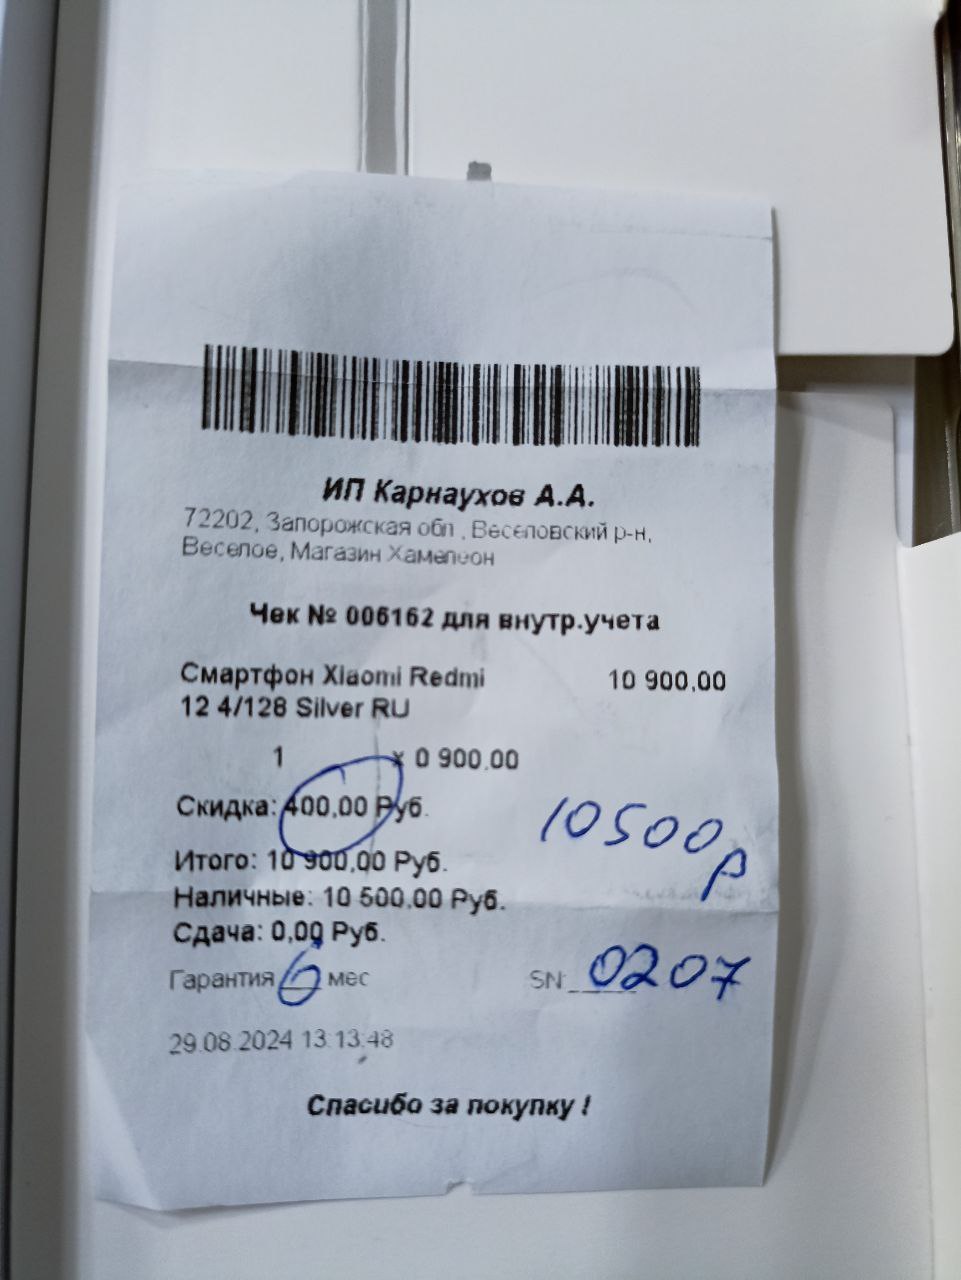 ИП Карнаухов А.А.
72202, Запорожская обл., Веселовский р-н,
Веселое, Магазин Хамелеон
Чек № 006162 для внутр.учета
Смартфон Xiaomi Redmi 10 900,00
12 4/128 Silver RU
1 x 0 900.00
Скидка: 400,00 Руб.
10500р
Итого: 10 900,00 Руб.
Наличные: 10 500.00 Руб.
Сдача: 0,00 Руб.
Гарантия 6 мес SN: 0207
29.08.2024 13:13:48
Спасибо за покупку !